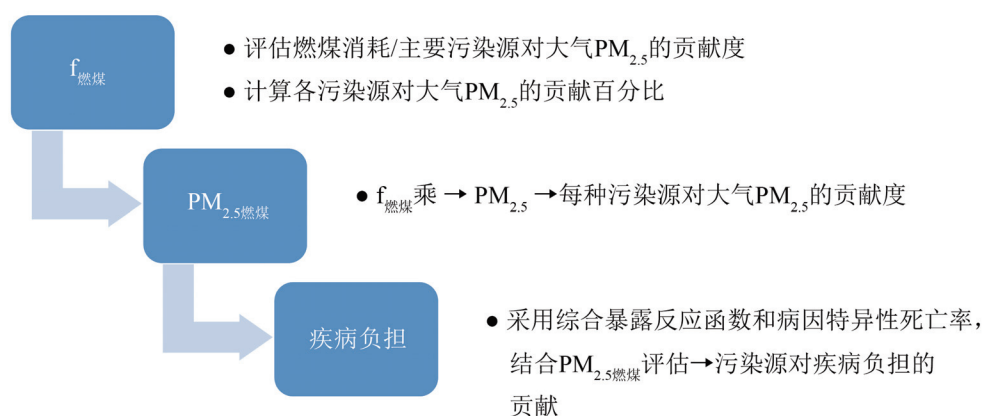 f燃煤
● 评估燃煤消耗/主要污染源对大气PM2.5的贡献度
● 计算各污染源对大气PM2.5的贡献百分比
PM2.5燃煤
● f燃煤乘 → PM2.5 →每种污染源对大气PM2.5的贡献度
疾病负担
● 采用综合暴露反应函数和病因特异性死亡率，
结合PM2.5燃煤评估→污染源对疾病负担的
贡献